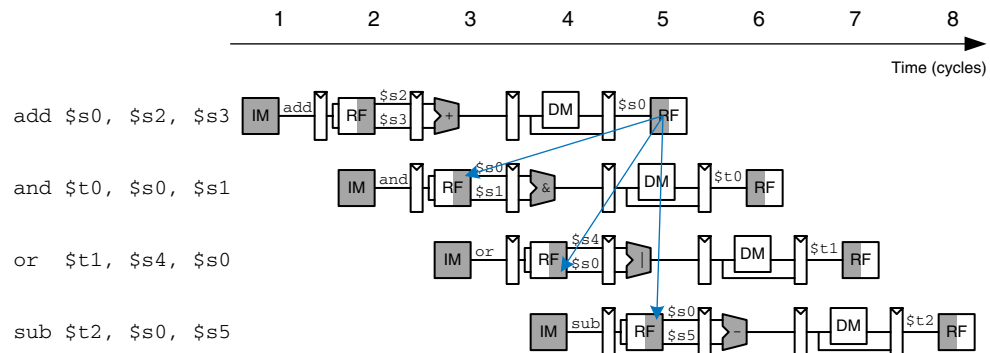 1 2 3 4 5 6 7 8
Time (cycles)
add $s0, $s2, $s3 IM add RF $s2 $s3 + DM $s0 RF
and $t0, $s0, $s1 IM and RF $s0 $s1 & DM $t0 RF
or $t1, $s4, $s0 IM or RF $s4 $s0 | DM $t1 RF
sub $t2, $s0, $s5 IM sub RF $s0 $s5 - DM $t2 RF